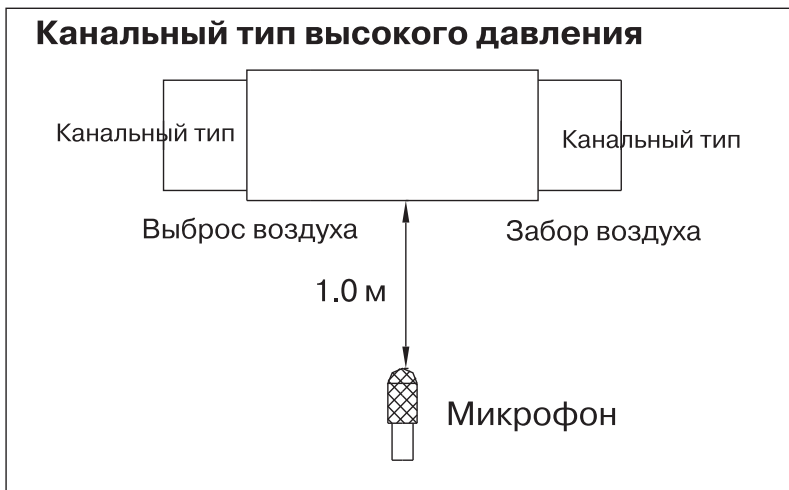 Канальный тип высокого давления
Канальный тип
Канальный тип
Выброс воздуха
Забор воздуха
1.0 м
Микрофон